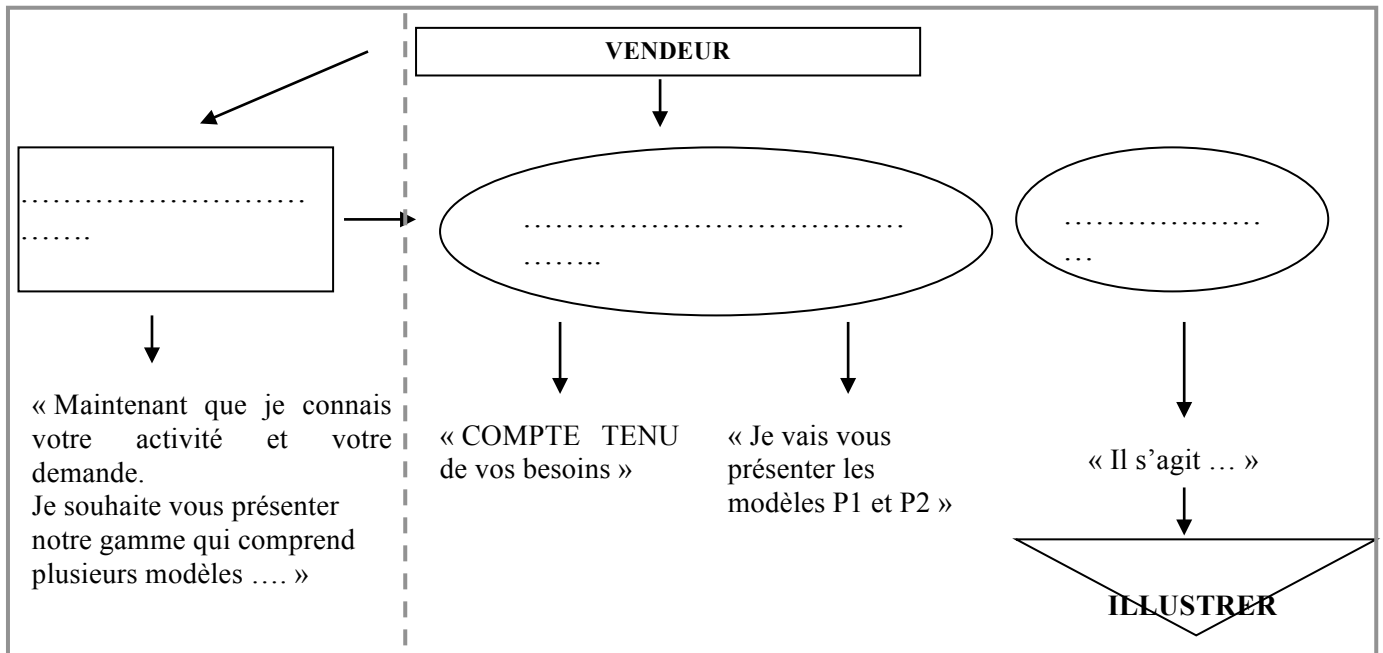 VENDEUR
…………………………
…….
…………………………………
……..
………………..
…
« Maintenant que je connais
votre activité et votre
demande.
Je souhaite vous présenter
notre gamme qui comprend
plusieurs modèles …. »
« COMPTE TENU
de vos besoins »
« Je vais vous
présenter les
modèles P1 et P2 »
« Il s’agit … »
ILLUSTRER